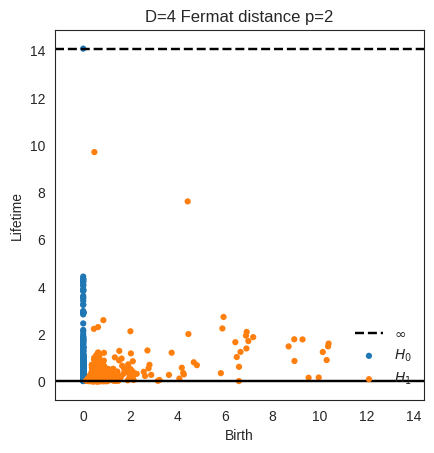 D=4 Fermat distance p=2
Lifetime
14
12
10
8
6
4
2
0
∞
H₀
H₁
0 2 4 6 8 10 12 14
Birth